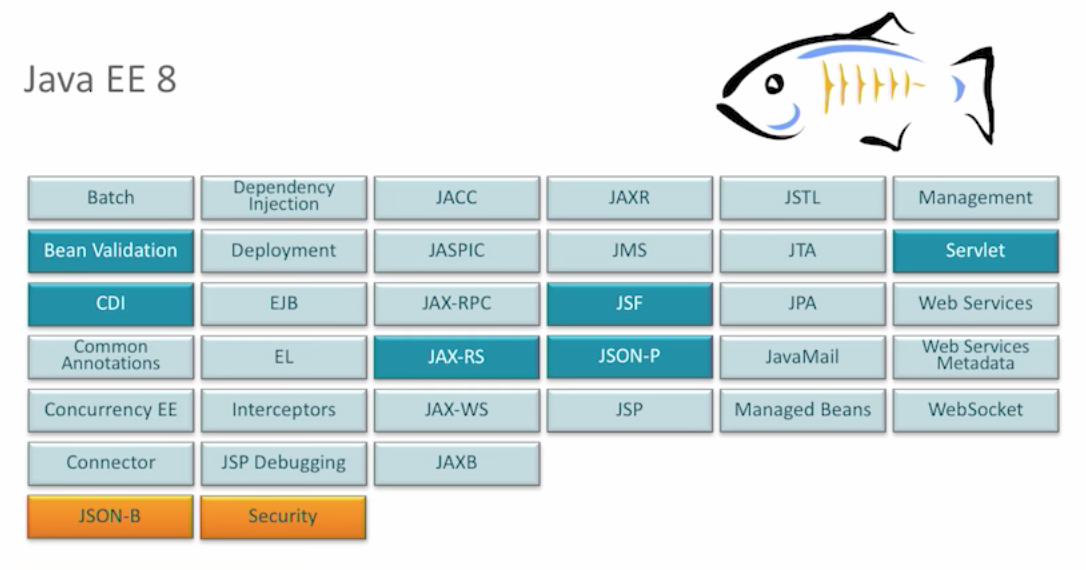 Java EE 8
Batch
Dependency
Injection
JACC
JAXR
JSTL
Management
Bean Validation
Deployment
JASPIC
JMS
JTA
Servlet
CDI
EJB
JAX-RPC
JSF
JPA
Web Services
Common
Annotations
EL
JAX-RS
JSON-P
JavaMail
Web Services
Metadata
Concurrency EE
Interceptors
JAX-WS
JSP
Managed Beans
WebSocket
Connector
JSP Debugging
JAXB
JSON-B
Security